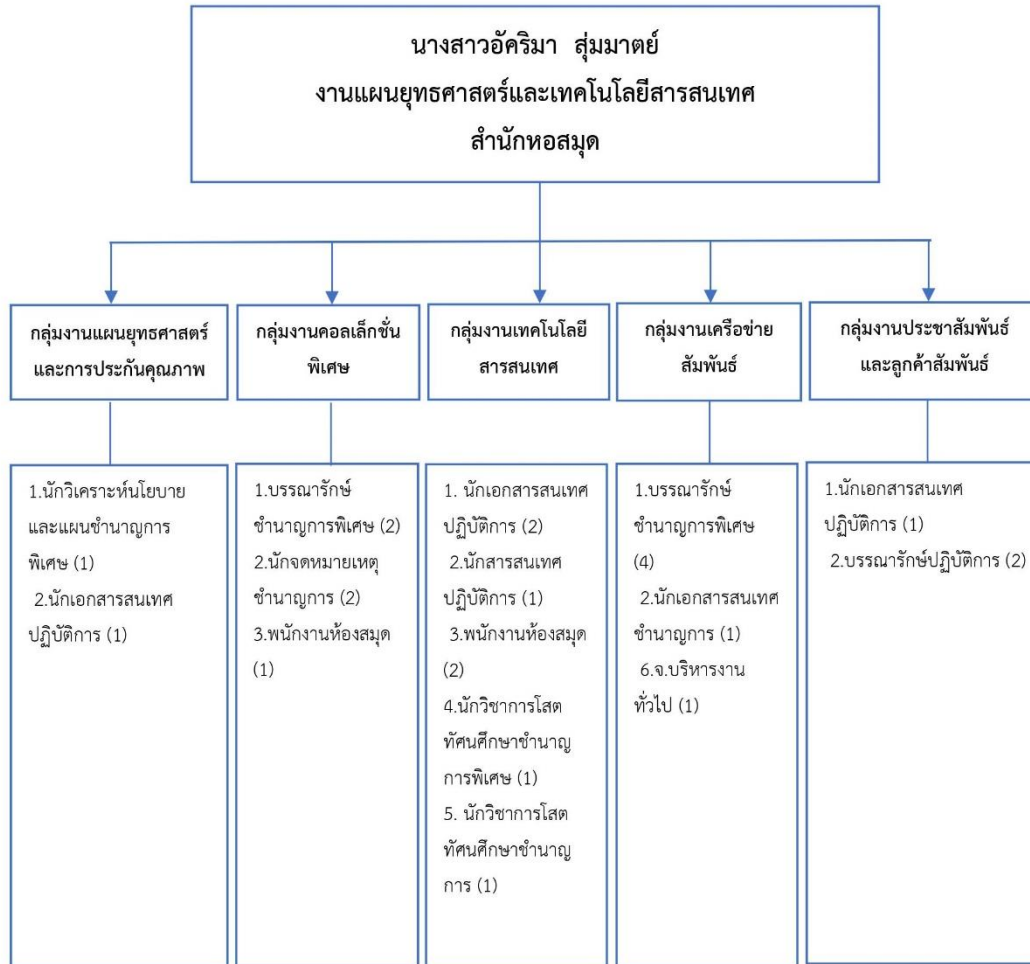 นางสาวอัคริมา สุ่มมาตย์
งานแผนยุทธศาสตร์และเทคโนโลยีสารสนเทศ
สำนักหอสมุด
กลุ่มงานแผนยุทธศาสตร์
และการประกันคุณภาพ
กลุ่มงานคอลเล็กชั่น
พิเศษ
กลุ่มงานเทคโนโลยี
สารสนเทศ
กลุ่มงานเครือข่าย
สัมพันธ์
กลุ่มงานประชาสัมพันธ์
และลูกค้าสัมพันธ์
1.นักวิเคราะห์นโยบาย
และแผนชำนาญการ
พิเศษ (1)
2.นักเอกสารสนเทศ
ปฏิบัติการ (1)
1.บรรณารักษ์
ชำนาญการพิเศษ (2)
2.นักจดหมายเหตุ
ชำนาญการ (2)
3.พนักงานห้องสมุด
(1)
1. นักเอกสารสนเทศ
ปฏิบัติการ (2)
2.นักสารสนเทศ
ปฏิบัติการ (1)
3.พนักงานห้องสมุด
(2)
4.นักวิชาการโสต
ทัศนศึกษาชำนาญ
การพิเศษ (1)
5. นักวิชาการโสต
ทัศนศึกษาชำนาญ
การ (1)
1.บรรณารักษ์
ชำนาญการพิเศษ
(4)
2.นักเอกสารสนเทศ
ชำนาญการ (1)
6.จ.บริหารงาน
ทั่วไป (1)
1.นักเอกสารสนเทศ
ปฏิบัติการ (1)
2.บรรณารักษ์ปฏิบัติการ (2)